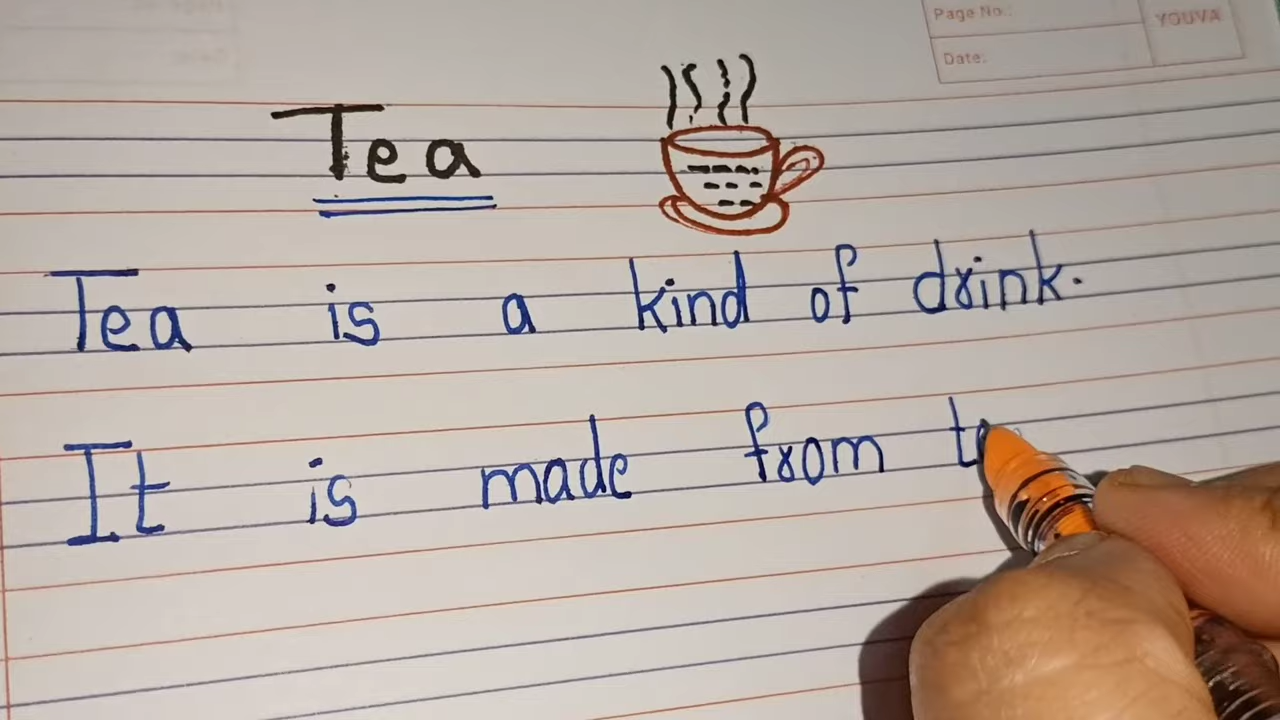 Page No.:
YOUVA
Date:
Tea
Tea is a kind of drink.
It is made from